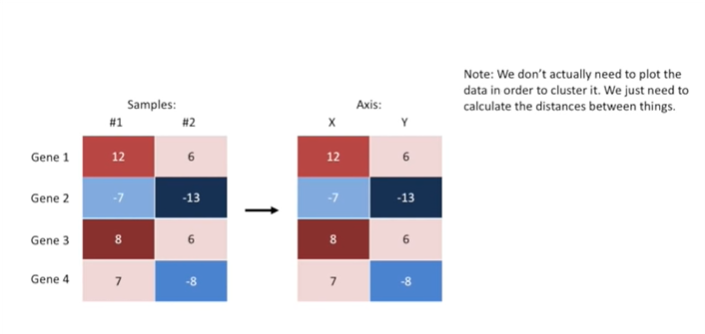 Note: We don't actually need to plot the
data in order to cluster it. We just need to
calculate the distances between things.
Samples: Axis:
#1 #2 X Y
Gene 1 12 6 12 6
Gene 2 -7 -13 -7 -13
Gene 3 8 6 8 6
Gene 4 7 -8 7 -8